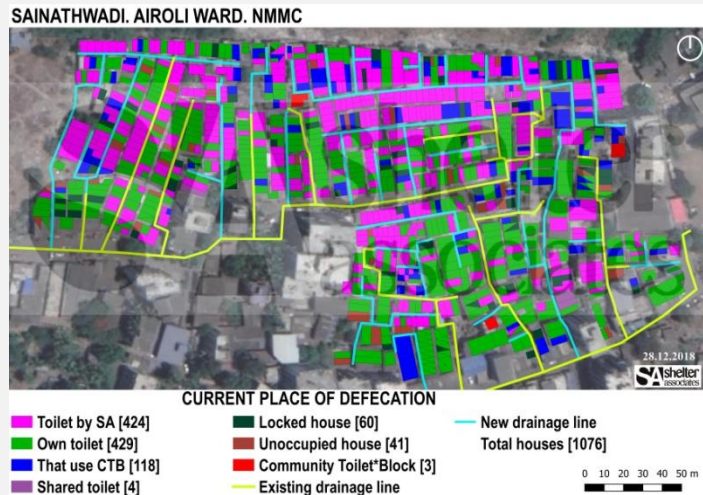 SAINATHWADI. AIROLI WARD. NMMC
28.12.2018
SA shelter
associates
CURRENT PLACE OF DEFECATION
Toilet by SA [424]
Own toilet [429]
That use CTB [118]
Shared toilet [4]
Locked house [60]
Unoccupied house [41]
Community Toilet*Block [3]
Existing drainage line
New drainage line
Total houses [1076]
0 10 20 30 40 50 m